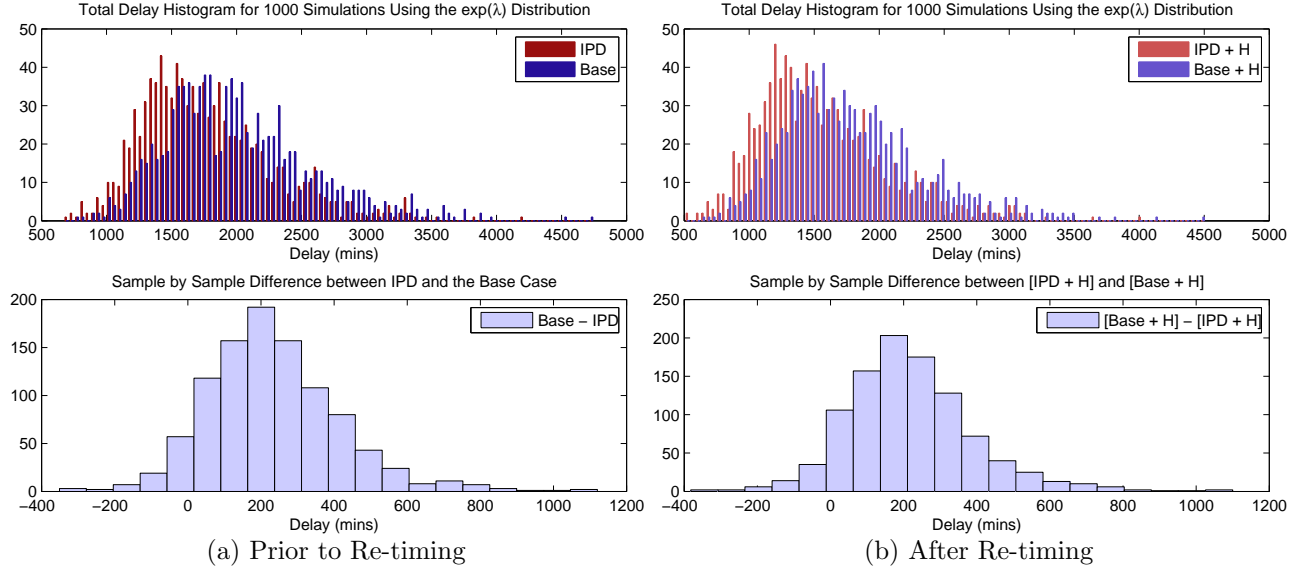 Total Delay Histogram for 1000 Simulations Using the exp(λ) Distribution
50
40
30
20
10
0
IPD
Base
500 1000 1500 2000 2500 3000 3500 4000 4500 5000
Delay (mins)
Sample by Sample Difference between IPD and the Base Case
200
150
100
50
0
Base − IPD
−400 −200 0 200 400 600 800 1000 1200
Delay (mins)
(a) Prior to Re-timing
Total Delay Histogram for 1000 Simulations Using the exp(λ) Distribution
50
40
30
20
10
0
IPD + H
Base + H
500 1000 1500 2000 2500 3000 3500 4000 4500 5000
Delay (mins)
Sample by Sample Difference between [IPD + H] and [Base + H]
250
200
150
100
50
0
[Base + H] − [IPD + H]
−400 −200 0 200 400 600 800 1000 1200
Delay (mins)
(b) After Re-timing